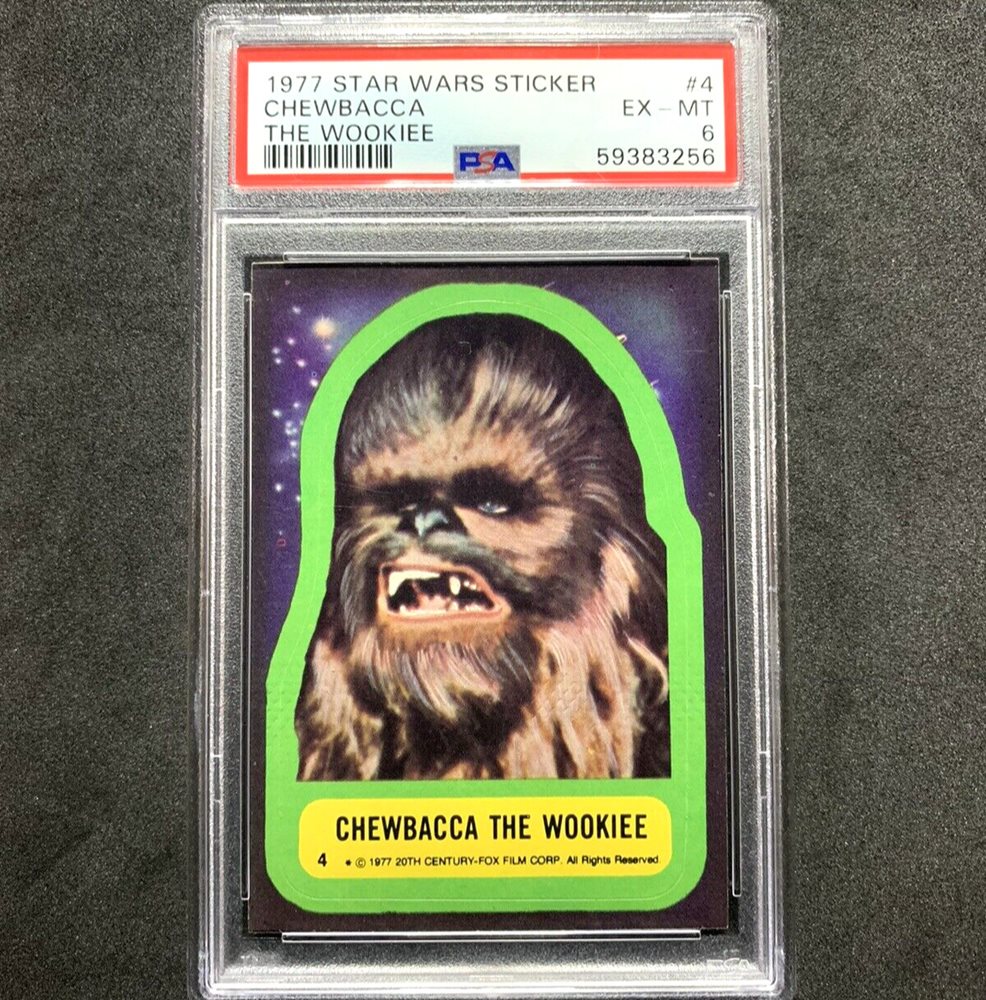 1977 STAR WARS STICKER #4
CHEWBACCA EX - MT
THE WOOKIEE 6
PSA 59383256
CHEWBACCA THE WOOKIEE
4 * © 1977 20TH CENTURY-FOX FILM CORP. All Rights Reserved